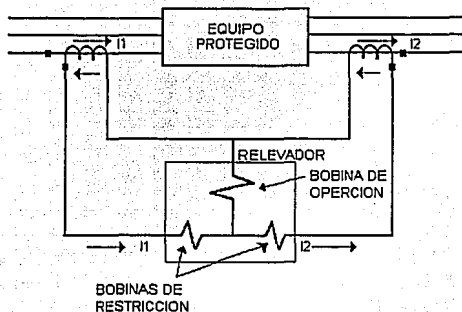 I1
EQUIPO
PROTEGIDO
I2
RELEVADOR
BOBINA DE
OPERCION
I1
I2
BOBINAS DE
RESTRICCION